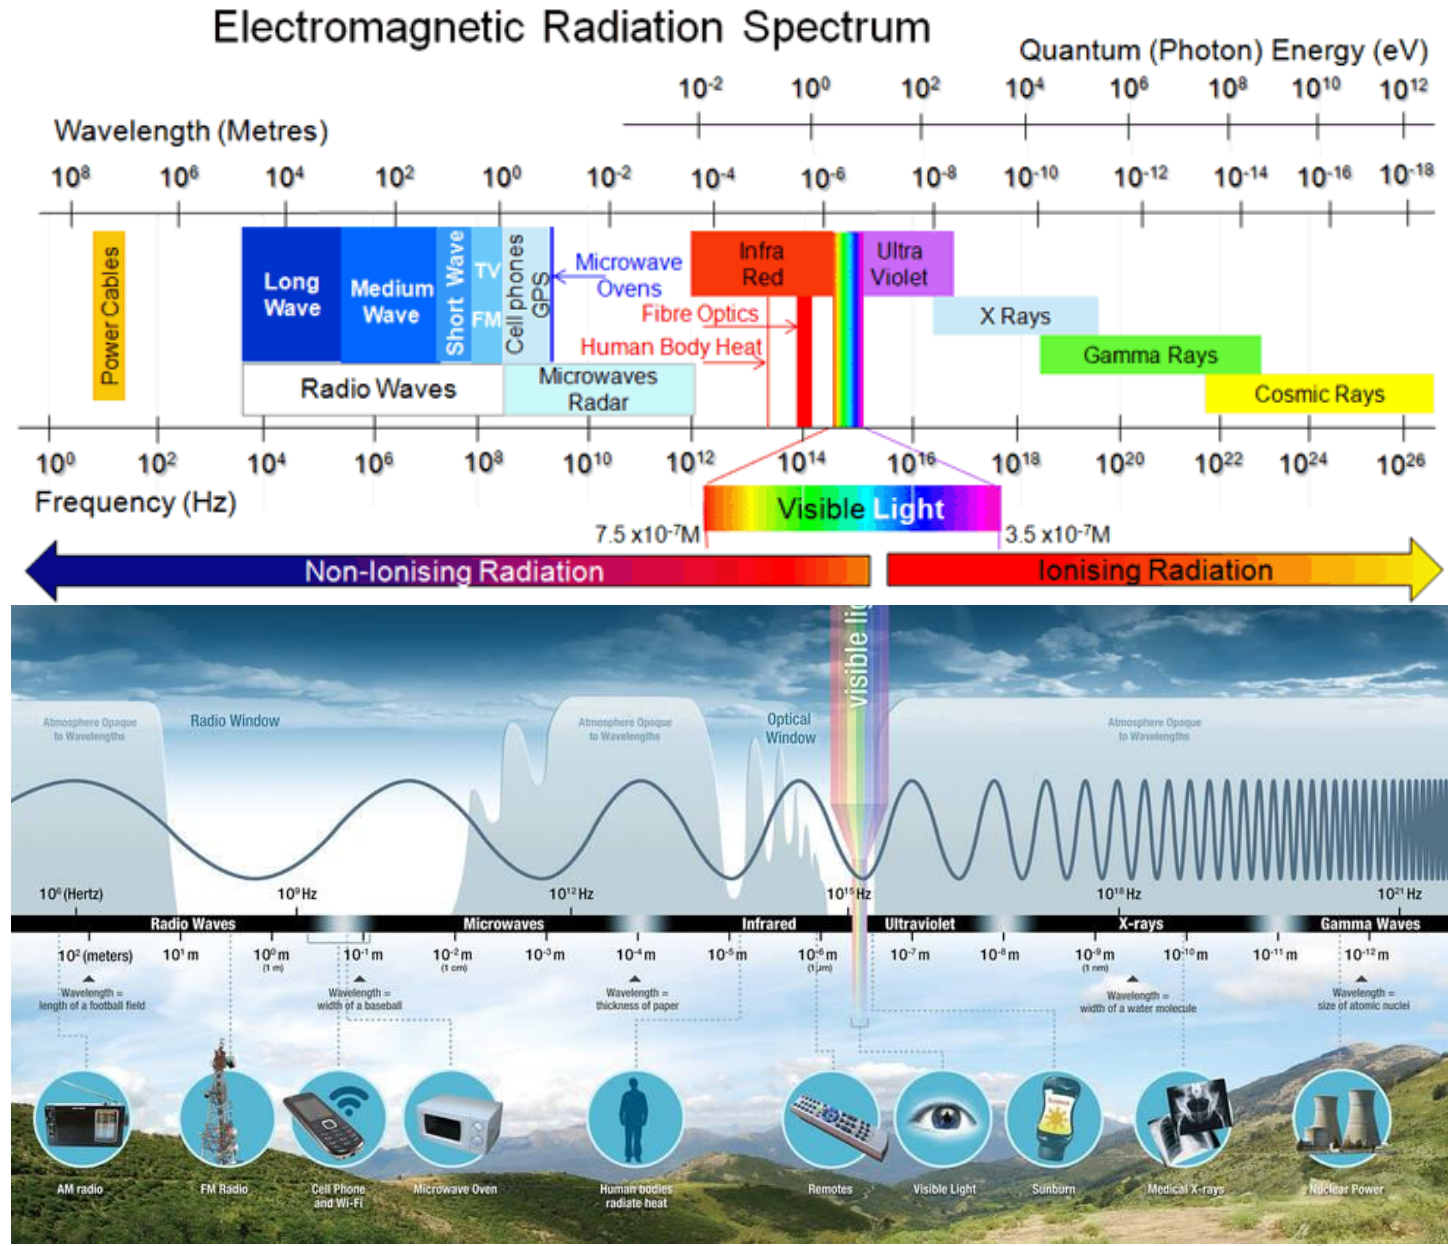 Electromagnetic Radiation Spectrum
Quantum (Photon) Energy (eV)
10⁻² 10⁰ 10² 10⁴ 10⁶ 10⁸ 10¹⁰ 10¹²
Wavelength (Metres)
10⁸ 10⁶ 10⁴ 10² 10⁰ 10⁻² 10⁻⁴ 10⁻⁶ 10⁻⁸ 10⁻¹⁰ 10⁻¹² 10⁻¹⁴ 10⁻¹⁶ 10⁻¹⁸
Power Cables
Long
Wave
Medium
Wave
Short Wave
TV
FM
Cell phones
GPS
Microwave
Ovens
Infra
Red
Ultra
Violet
Fibre Optics
Human Body Heat
X Rays
Gamma Rays
Cosmic Rays
Radio Waves
Microwaves
Radar
10⁰ 10² 10⁴ 10⁶ 10⁸ 10¹⁰ 10¹² 10¹⁴ 10¹⁶ 10¹⁸ 10²⁰ 10²² 10²⁴ 10²⁶
Frequency (Hz)
Visible Light
7.5 x10⁻⁷M
3.5 x10⁻⁷M
Non-Ionising Radiation
Ionising Radiation
visible lig
Atmosphere Opaque
to Wavelengths
Radio Window
Atmosphere Opaque
to Wavelengths
Optical
Window
Atmosphere Opaque
to Wavelengths
10⁶ (Hertz) 10⁹ Hz 10¹² Hz 10¹⁵ Hz 10¹⁸ Hz 10²¹ Hz
Radio Waves Microwaves Infrared Ultraviolet X-rays Gamma Waves
10² (meters) 10¹ m 10⁰ m 10⁻¹ m 10⁻² m 10⁻³ m 10⁻⁴ m 10⁻⁵ m 10⁻⁶ m 10⁻⁷ m 10⁻⁸ m 10⁻⁹ m 10⁻¹⁰ m 10⁻¹¹ m 10⁻¹² m
(1 m) (1 cm) (1 µm) (1 nm)
Wavelength =
length of a football field
Wavelength =
width of a baseball
Wavelength =
thickness of paper
Wavelength =
width of a water molecule
Wavelength =
size of atomic nuclei
AM radio
FM Radio
Cell Phone
and Wi-Fi
Microwave Oven
Human bodies
radiate heat
Remotes
Visible Light
Sunburn
Medical X-rays
Nuclear Power